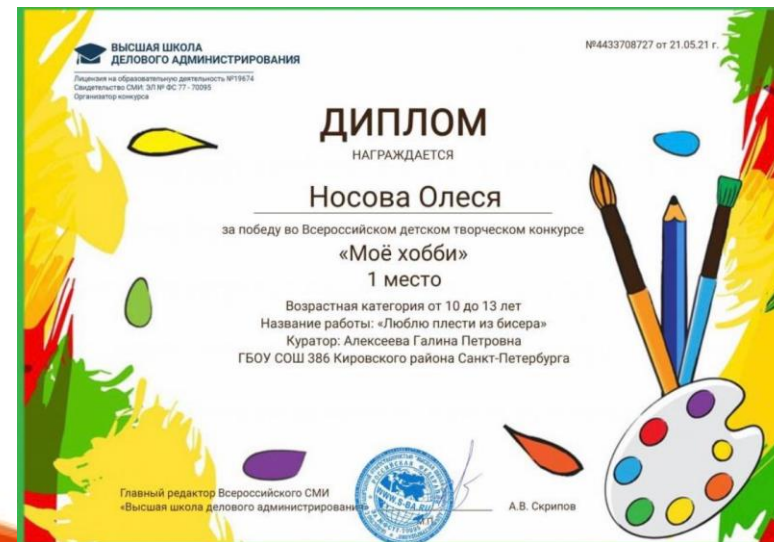 ВЫСШАЯ ШКОЛА
ДЕЛОВОГО АДМИНИСТРИРОВАНИЯ
Лицензия на образовательную деятельность №19674
Свидетельство СМИ: ЭЛ № ФС 77 - 70095
Организатор конкурса
№4433708727 от 21.05.21 г.
ДИПЛОМ
НАГРАЖДАЕТСЯ
Носова Олеся
за победу во Всероссийском детском творческом конкурсе
«Моё хобби»
1 место
Возрастная категория от 10 до 13 лет
Название работы: «Люблю плести из бисера»
Куратор: Алексеева Галина Петровна
ГБОУ СОШ 386 Кировского района Санкт-Петербурга
Главный редактор Всероссийского СМИ
«Высшая школа делового администрирования»
М.П.
А.В. Скрипов
WWW.S-BA.RU